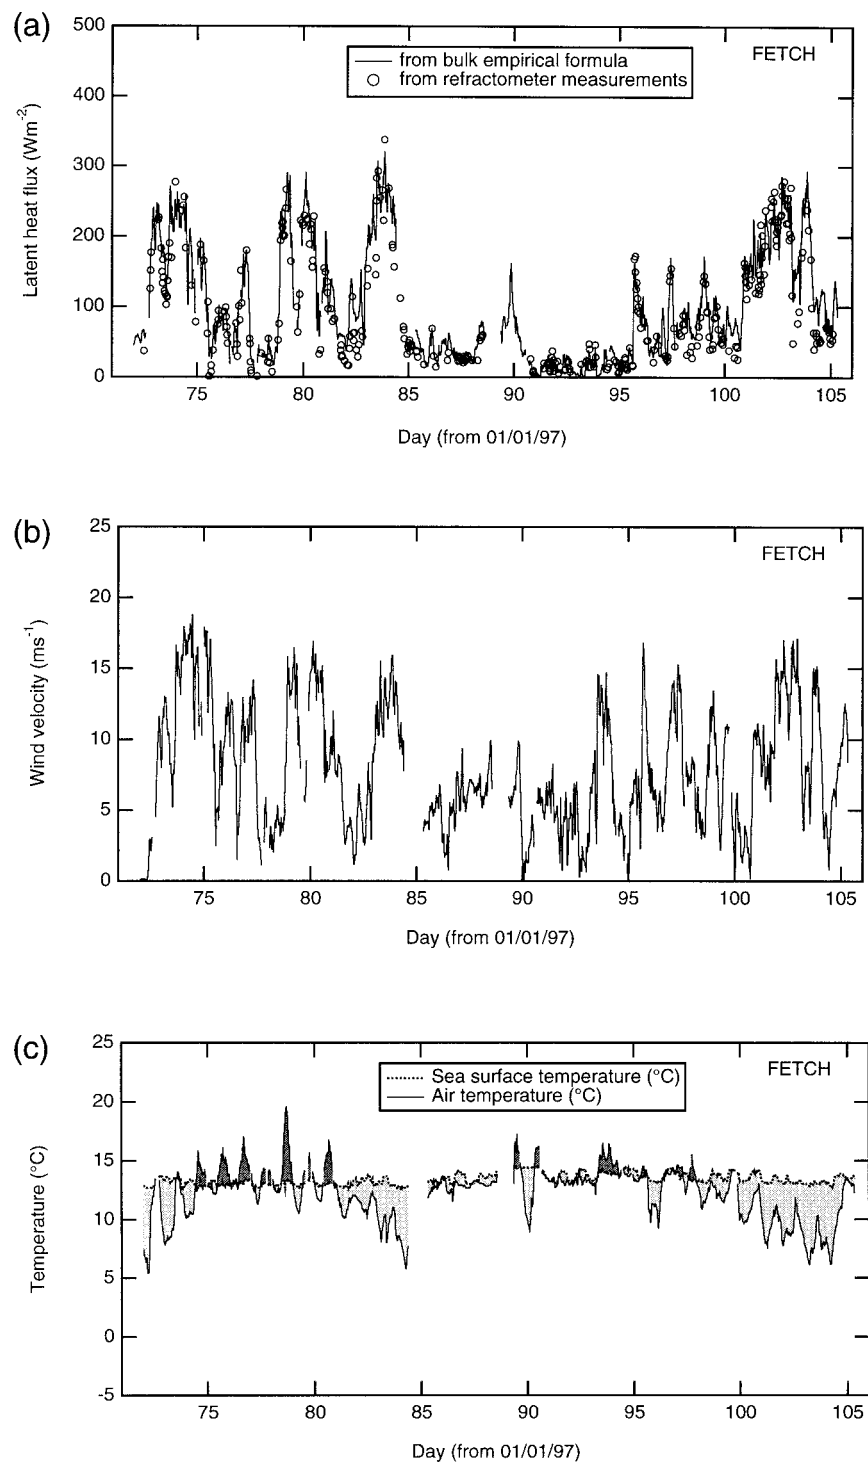 (a)
500
400
300
200
100
0
Latent heat flux (Wm-2)
from bulk empirical formula
from refractometer measurements
FETCH
75 80 85 90 95 100 105
Day (from 01/01/97)
(b)
25
20
15
10
5
0
Wind velocity (ms-1)
FETCH
75 80 85 90 95 100 105
Day (from 01/01/97)
(c)
25
20
15
10
5
0
-5
Temperature (°C)
Sea surface temperature (°C)
Air temperature (°C)
FETCH
75 80 85 90 95 100 105
Day (from 01/01/97)